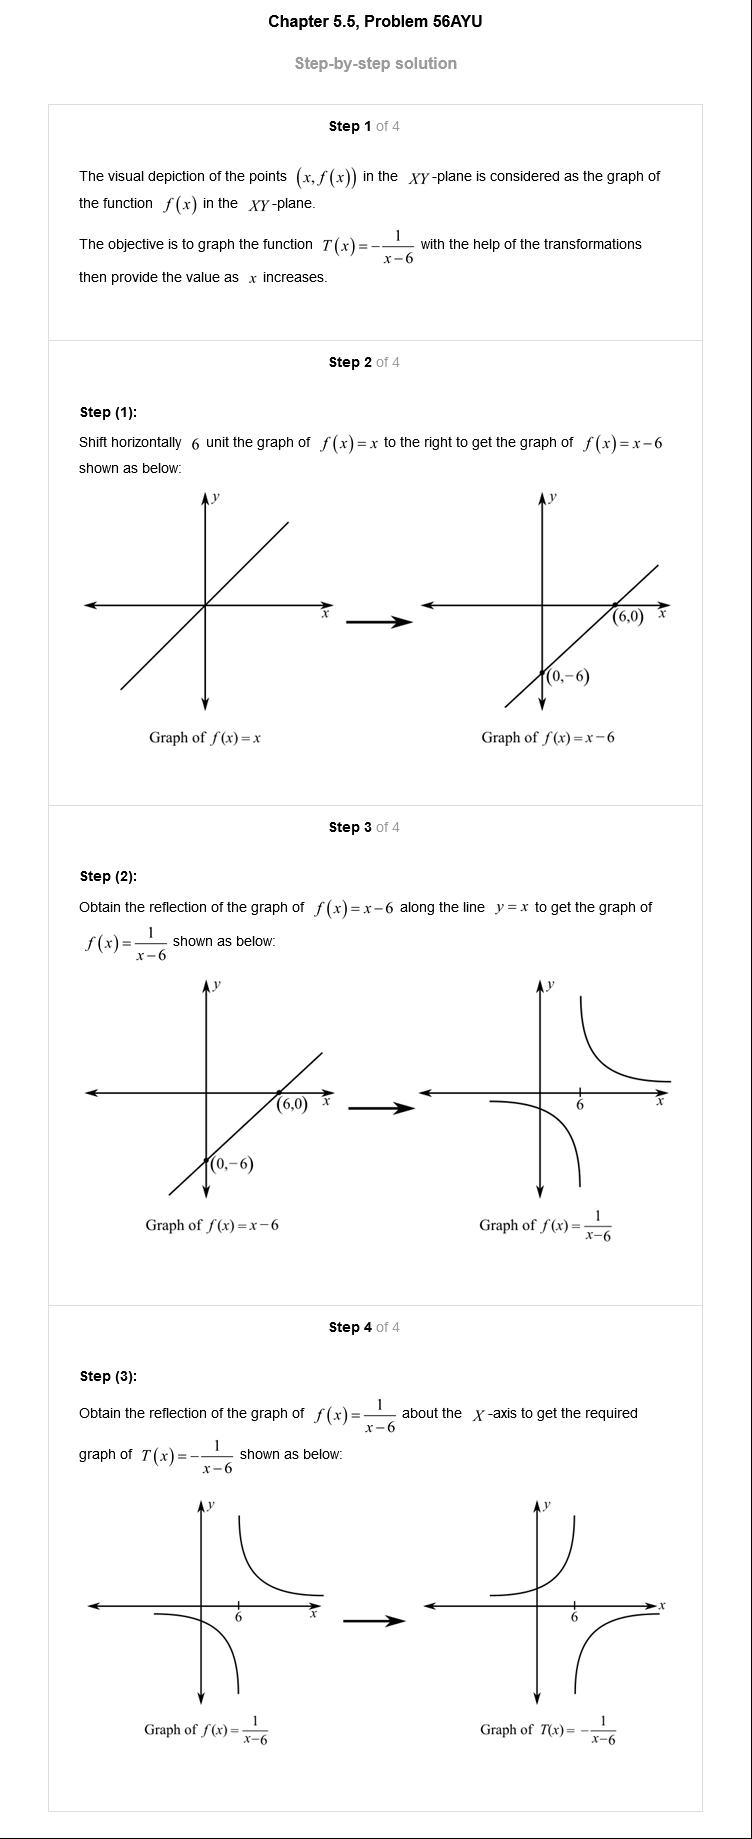 Chapter 5.5, Problem 56AYU
Step-by-step solution
Step 1 of 4
The visual depiction of the points (x, f(x)) in the XY-plane is considered as the graph of
the function f(x) in the XY-plane.
The objective is to graph the function T(x) = -1/(x-6) with the help of the transformations
then provide the value as x increases.
Step 2 of 4
Step (1):
Shift horizontally 6 unit the graph of f(x) = x to the right to get the graph of f(x) = x-6
shown as below:
y
x
y
(6,0) x
(0,-6)
Graph of f(x) = x
Graph of f(x) = x-6
Step 3 of 4
Step (2):
Obtain the reflection of the graph of f(x) = x-6 along the line y = x to get the graph of
f(x) = 1/(x-6) shown as below:
y
(6,0) x
(0,-6)
y
6
x
Graph of f(x) = x-6
Graph of f(x) = 1/(x-6)
Step 4 of 4
Step (3):
Obtain the reflection of the graph of f(x) = 1/(x-6) about the X-axis to get the required
graph of T(x) = -1/(x-6) shown as below:
y
6
x
y
x
6
Graph of f(x) = 1/(x-6)
Graph of T(x) = -1/(x-6)